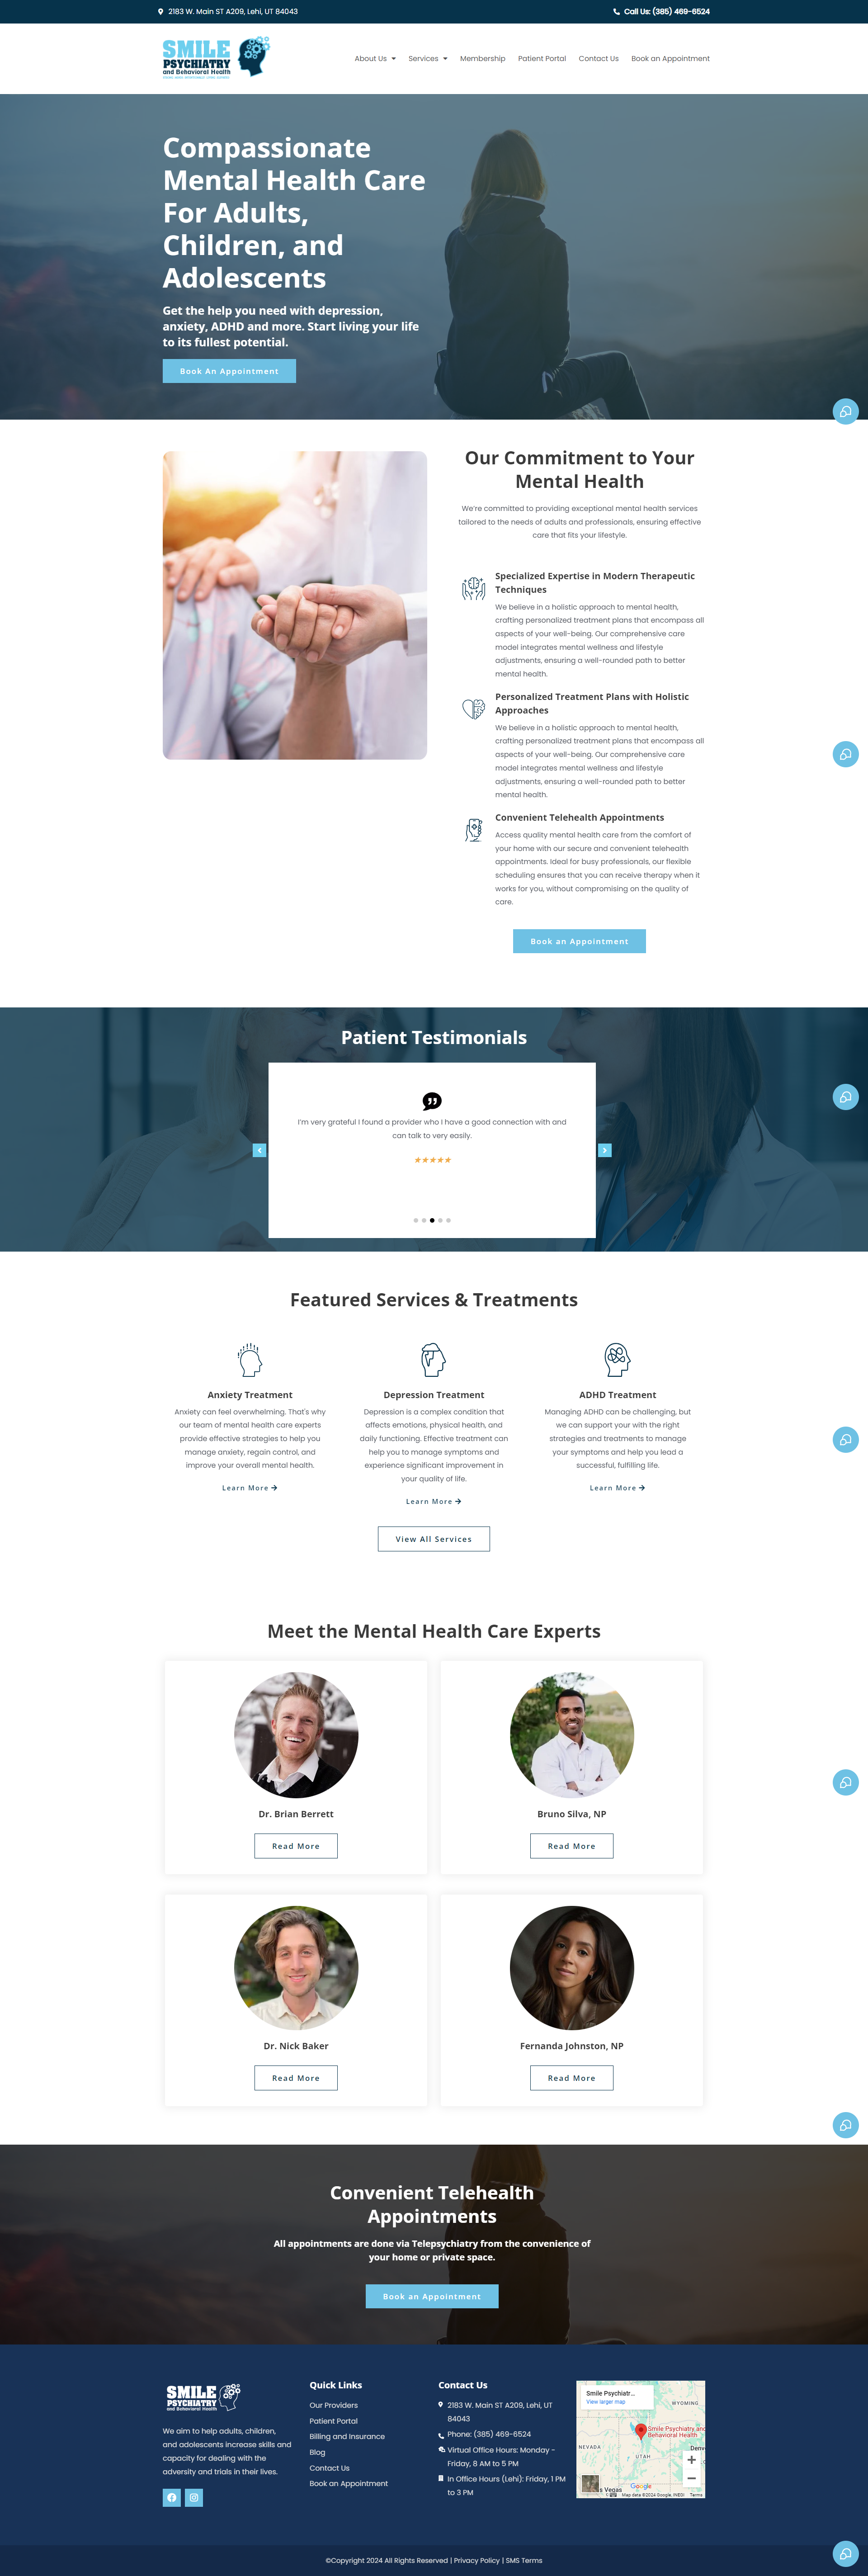 2183 W. Main ST A209, Lehi, UT 84043
Call Us: (385) 469-6524
SMILE
PSYCHIATRY
and Behavioral Health
About Us
Services
Membership
Patient Portal
Contact Us
Book an Appointment
Compassionate
Mental Health Care
For Adults,
Children, and
Adolescents
Get the help you need with depression,
anxiety, ADHD and more. Start living your life
to its fullest potential.
Book An Appointment
Our Commitment to Your
Mental Health
We're committed to providing exceptional mental health services
tailored to the needs of adults and professionals, ensuring effective
care that fits your lifestyle.
Specialized Expertise in Modern Therapeutic
Techniques
We believe in a holistic approach to mental health,
crafting personalized treatment plans that encompass all
aspects of your well-being. Our comprehensive care
model integrates mental wellness and lifestyle
adjustments, ensuring a well-rounded path to better
mental health.
Personalized Treatment Plans with Holistic
Approaches
We believe in a holistic approach to mental health,
crafting personalized treatment plans that encompass all
aspects of your well-being. Our comprehensive care
model integrates mental wellness and lifestyle
adjustments, ensuring a well-rounded path to better
mental health.
Convenient Telehealth Appointments
Access quality mental health care from the comfort of
your home with our secure and convenient telehealth
appointments. Ideal for busy professionals, our flexible
scheduling ensures that you can receive therapy when it
works for you, without compromising on the quality of
care.
Book an Appointment
Patient Testimonials
I'm very grateful I found a provider who I have a good connection with and
can talk to very easily.
Featured Services & Treatments
Anxiety Treatment
Anxiety can feel overwhelming. That's why
our team of mental health care experts
provide effective strategies to help you
manage anxiety, regain control, and
improve your overall mental health.
Learn More
Depression Treatment
Depression is a complex condition that
affects emotions, physical health, and
daily functioning. Effective treatment can
help you to manage symptoms and
experience significant improvement in
your quality of life.
Learn More
ADHD Treatment
Managing ADHD can be challenging, but
we can support your with the right
strategies and treatments to manage
your symptoms and help you lead a
successful, fulfilling life.
Learn More
View All Services
Meet the Mental Health Care Experts
Dr. Brian Berrett
Read More
Bruno Silva, NP
Read More
Dr. Nick Baker
Read More
Fernanda Johnston, NP
Read More
Convenient Telehealth
Appointments
All appointments are done via Telepsychiatry from the convenience of
your home or private space.
Book an Appointment
SMILE
PSYCHIATRY
and Behavioral Health
We aim to help adults, children,
and adolescents increase skills and
capacity for dealing with the
adversity and trials in their lives.
Quick Links
Our Providers
Patient Portal
Billing and Insurance
Blog
Contact Us
Book an Appointment
Contact Us
2183 W. Main ST A209, Lehi, UT
84043
Phone: (385) 469-6524
Virtual Office Hours: Monday -
Friday, 8 AM to 5 PM
In Office Hours (Lehi): Friday, 1 PM
to 3 PM
Smile Psychiatr...
View larger map
WYOMING
Smile Psychiatry and
Behavioral Health
NEVADA
UTAH
Denv
s Vegas
Google
Map data ©2024 Google, INEGI
Terms
©Copyright 2024 All Rights Reserved | Privacy Policy | SMS Terms